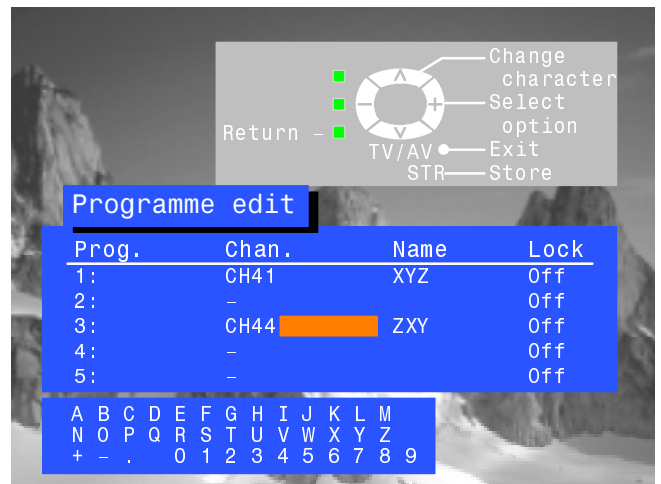 Change
character
Select
option
Return –
TV/AV
Exit
STR
Store
Programme edit
Prog. Chan. Name Lock
1: CH41 XYZ Off
2: – Off
3: CH44 ZXY Off
4: – Off
5: – Off
A B C D E F G H I J K L M
N O P Q R S T U V W X Y Z
+ – . 0 1 2 3 4 5 6 7 8 9